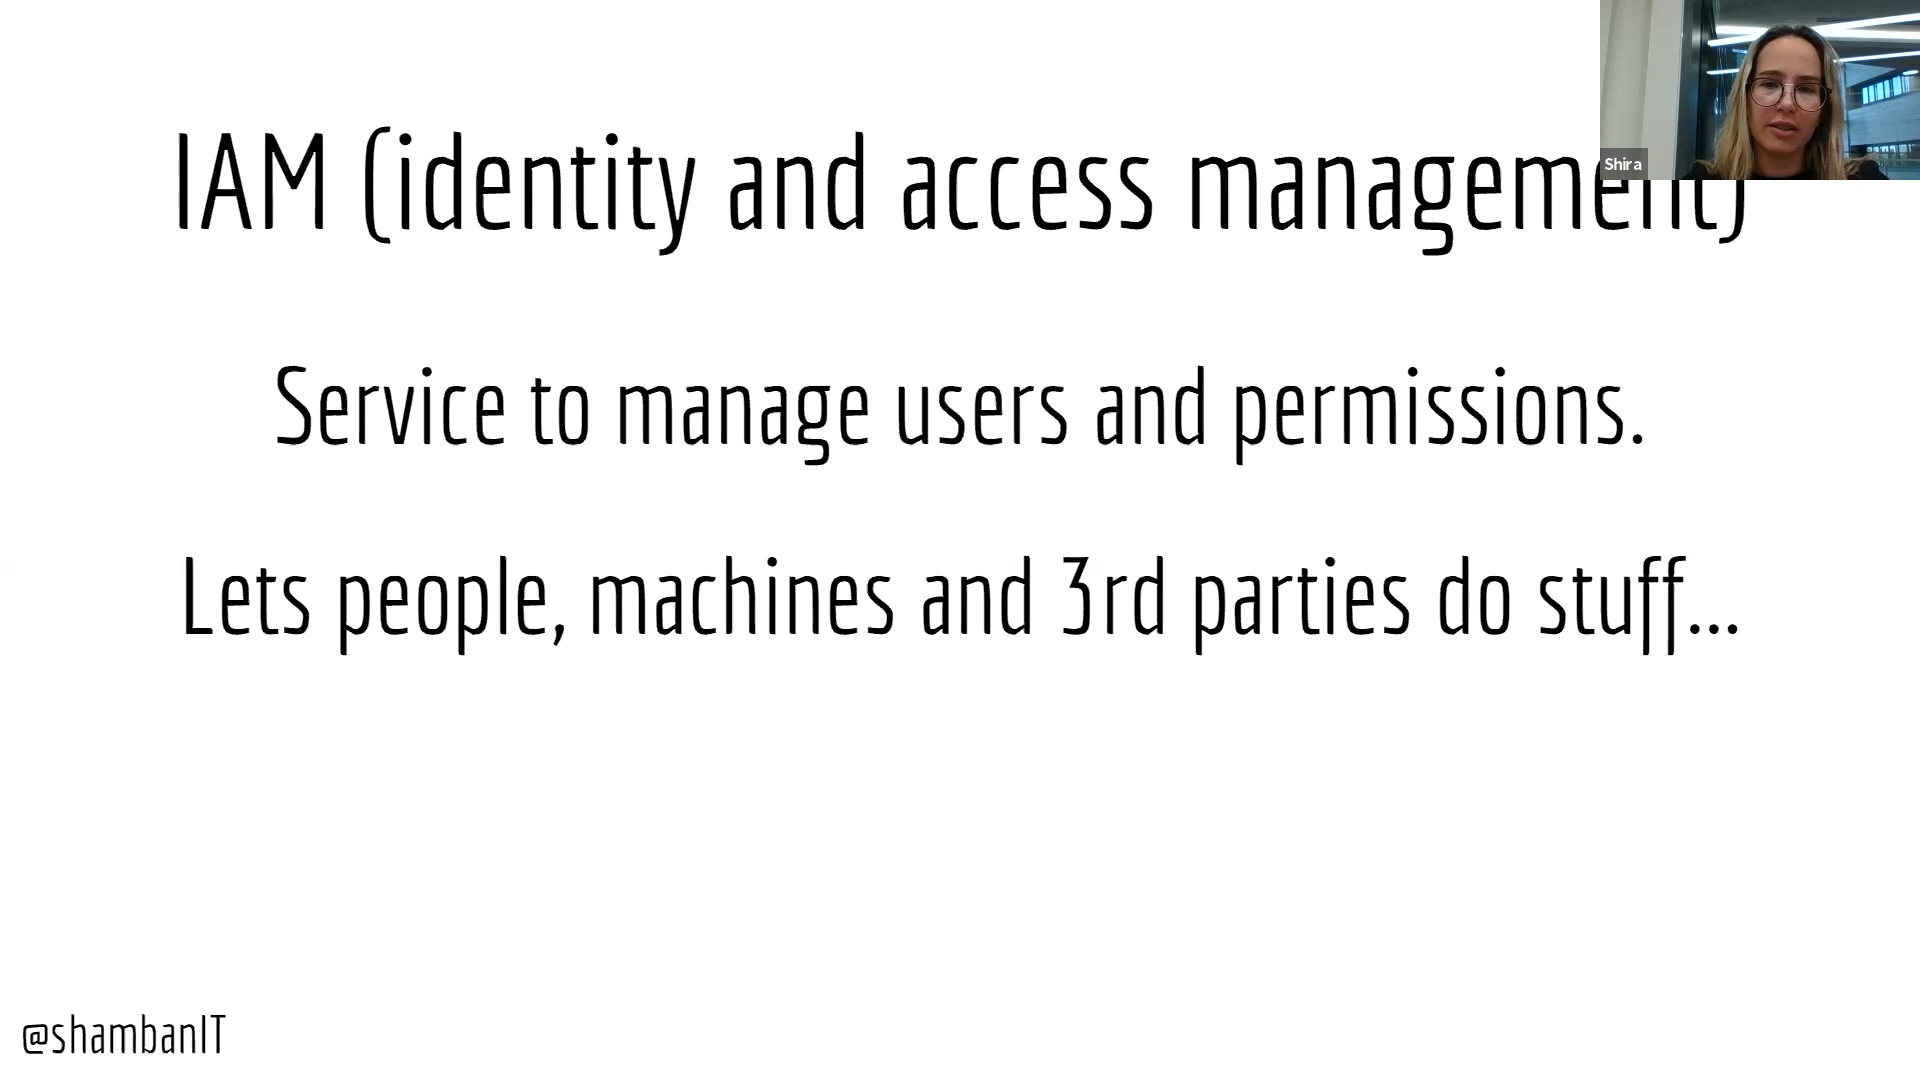 IAM (identity and access management)
Shira
Service to manage users and permissions.
Lets people, machines and 3rd parties do stuff...
@shambanIT